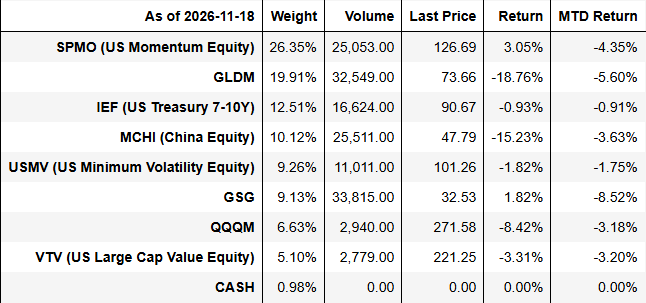 As of 2026-11-18 Weight Volume Last Price Return MTD Return
SPMO (US Momentum Equity) 26.35% 25,053.00 126.69 3.05% -4.35%
GLDM 19.91% 32,549.00 73.66 -18.76% -5.60%
IEF (US Treasury 7-10Y) 12.51% 16,624.00 90.67 -0.93% -0.91%
MCHI (China Equity) 10.12% 25,511.00 47.79 -15.23% -3.63%
USMV (US Minimum Volatility Equity) 9.26% 11,011.00 101.26 -1.82% -1.75%
GSG 9.13% 33,815.00 32.53 1.82% -8.52%
QQQM 6.63% 2,940.00 271.58 -8.42% -3.18%
VTV (US Large Cap Value Equity) 5.10% 2,779.00 221.25 -3.31% -3.20%
CASH 0.98% 0.00 0.00 0.00% 0.00%